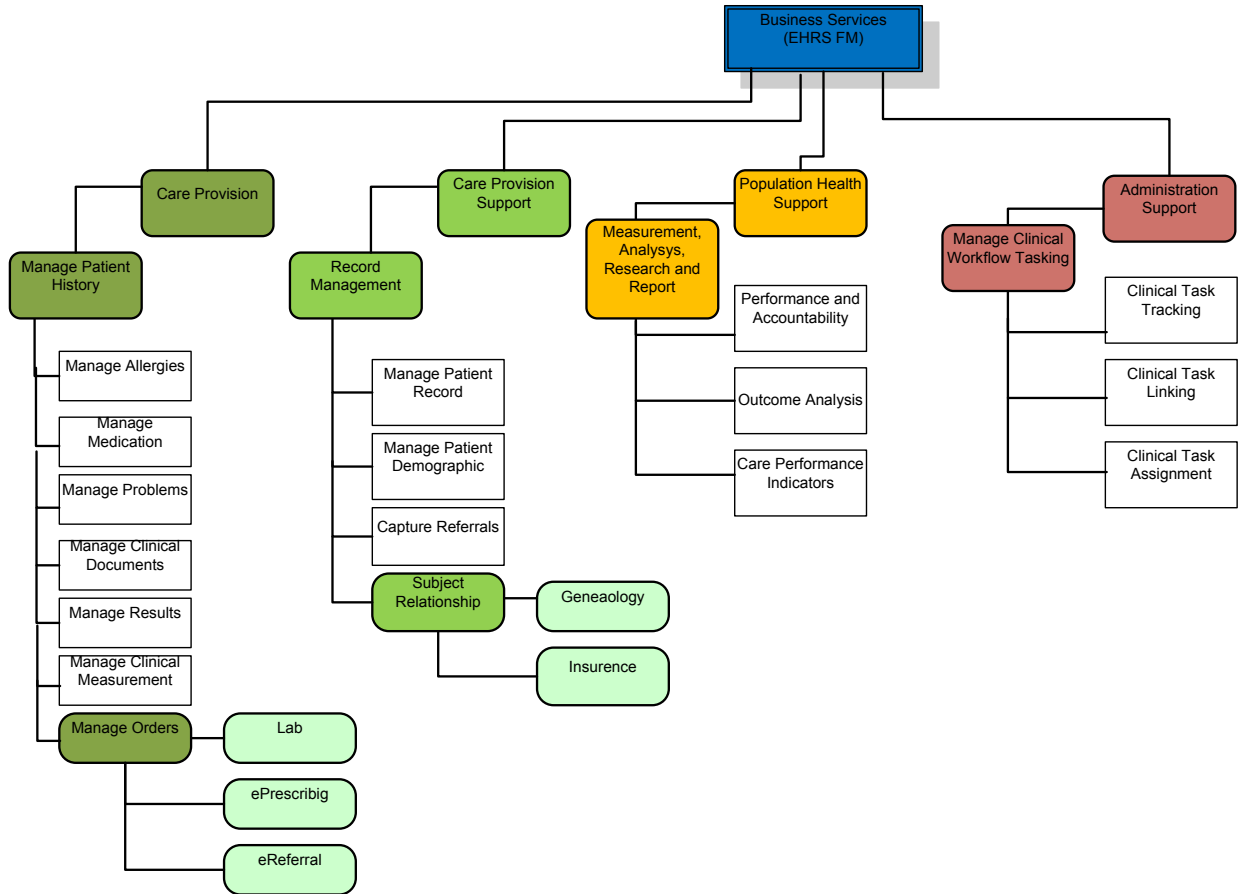 Business Services
(EHRS FM)
Care Provision
Care Provision
Support
Population Health
Support
Administration
Support
Manage Patient
History
Record
Management
Measurement,
Analysys,
Research and
Report
Manage Clinical
Workflow Tasking
Manage Allergies
Manage
Medication
Manage Problems
Manage Clinical
Documents
Manage Results
Manage Clinical
Measurement
Manage Orders
Lab
ePrescribig
eReferral
Manage Patient
Record
Manage Patient
Demographic
Capture Referrals
Subject
Relationship
Geneaology
Insurence
Performance and
Accountability
Outcome Analysis
Care Performance
Indicators
Clinical Task
Tracking
Clinical Task
Linking
Clinical Task
Assignment